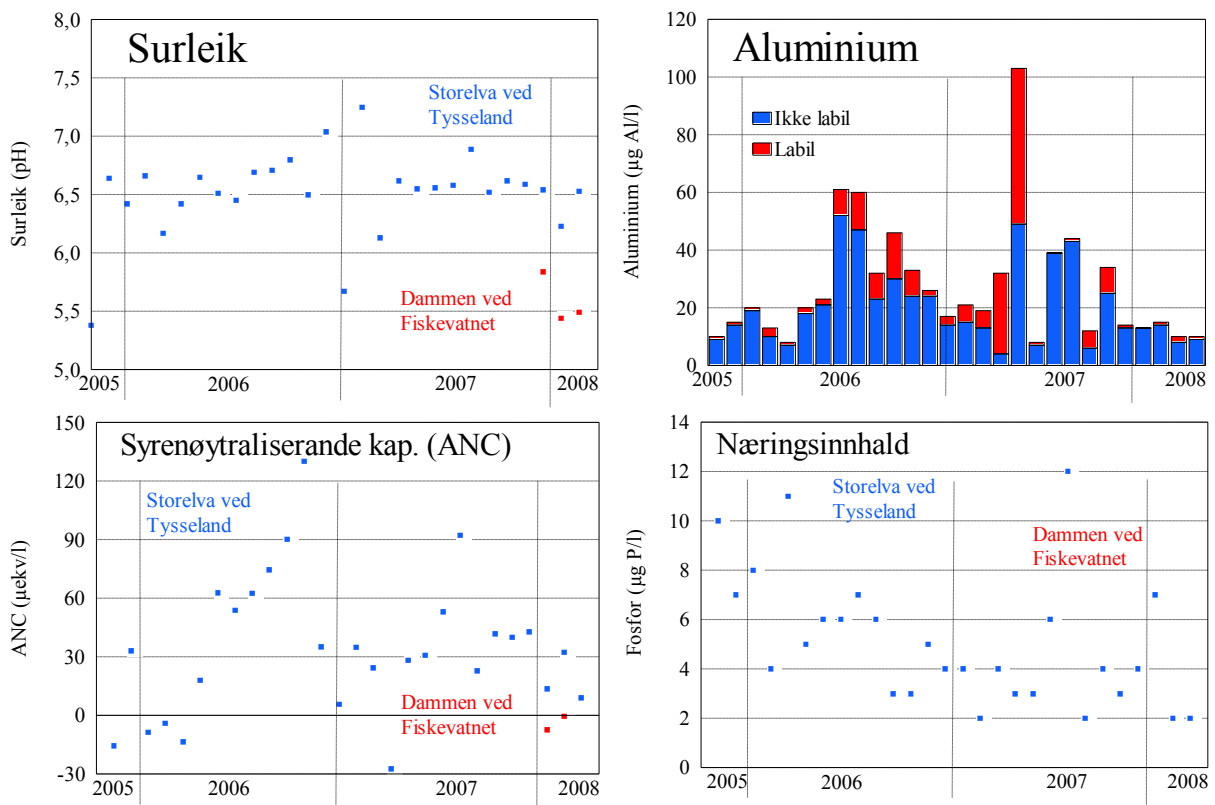 Surleik
Surleik (pH)
8,0
7,5
7,0
6,5
6,0
5,5
5,0
Storelva ved
Tysseland
Dammen ved
Fiskevatnet
2005
2006
2007
2008
Aluminium
Aluminium (µg Al/l)
120
100
80
60
40
20
0
Ikke labil
Labil
2005
2006
2007
2008
Syrenøytraliserande kap. (ANC)
ANC (µekv/l)
150
120
90
60
30
0
-30
Storelva ved
Tysseland
Dammen ved
Fiskevatnet
2005
2006
2007
2008
Næringsinnhald
Fosfor (µg P/l)
14
12
10
8
6
4
2
0
Storelva ved
Tysseland
Dammen ved
Fiskevatnet
2005
2006
2007
2008